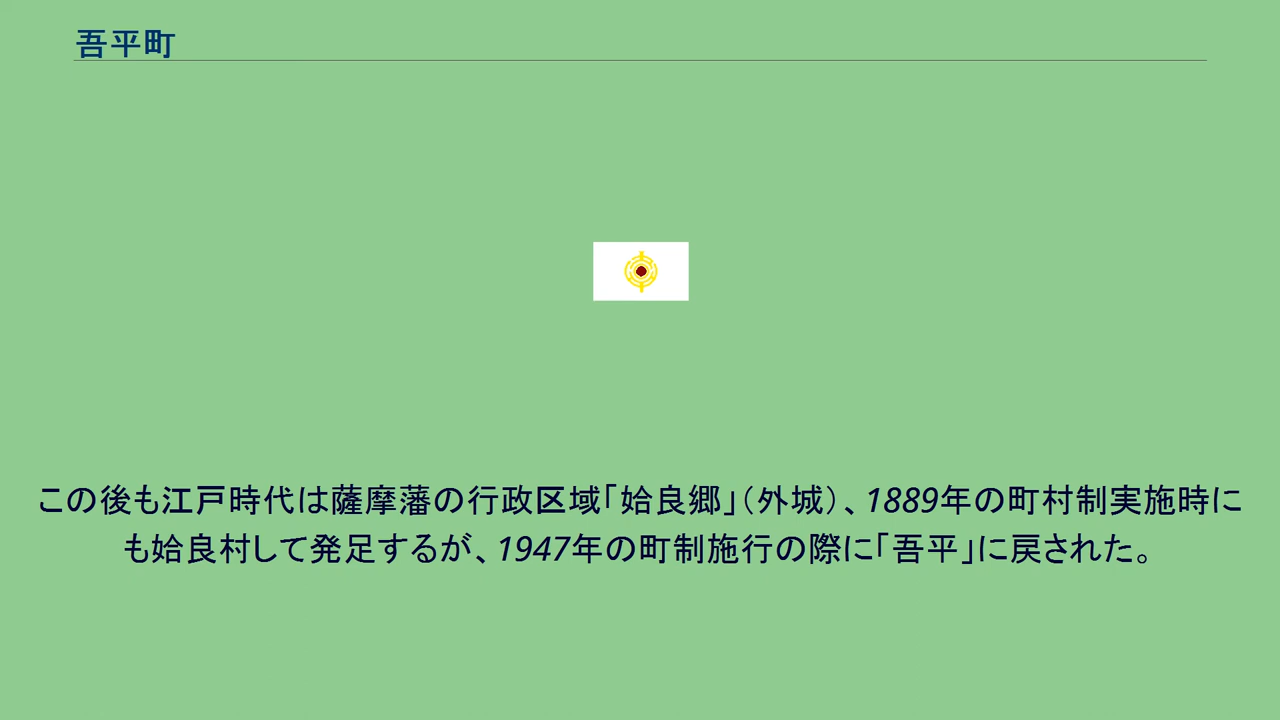 吾平町
この後も江戸時代は薩摩藩の行政区域｢姶良郷｣（外城）、1889年の町村制実施時に
も姶良村して発足するが、1947年の町制施行の際に｢吾平｣に戻された。